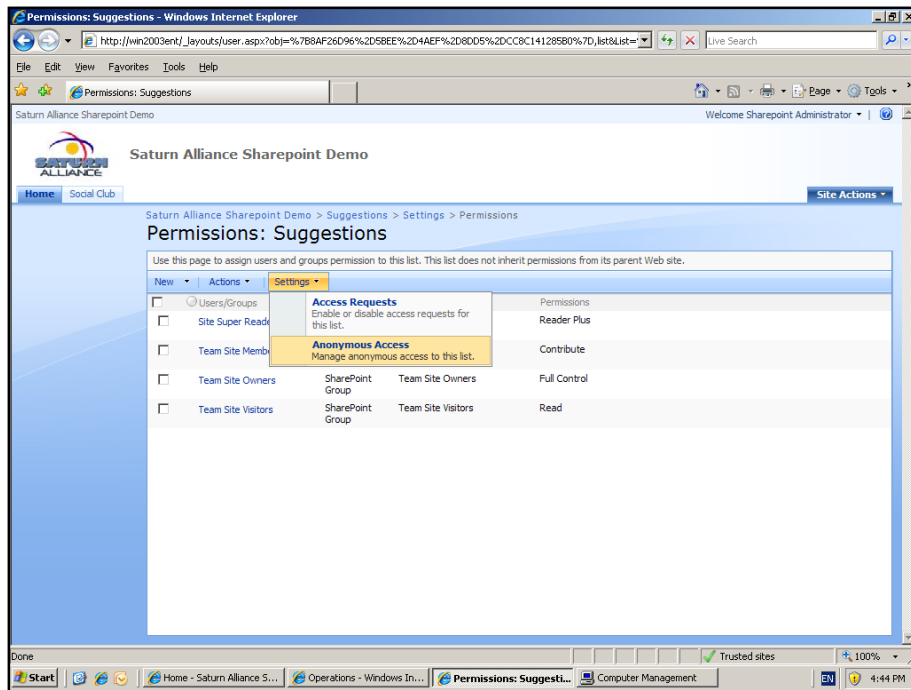 Permissions: Suggestions - Windows Internet Explorer
http://win2003ent/_layouts/user.aspx?obj=%7B8AF26D96%2D5BEE%2D4AEF%2D8DD5%2DCC8C141285B0%7D,list&List=
Live Search
File Edit View Favorites Tools Help
Permissions: Suggestions
Page Tools
Saturn Alliance Sharepoint Demo
Welcome Sharepoint Administrator
SATURN
ALLIANCE
Saturn Alliance Sharepoint Demo
Home Social Club
Site Actions
Saturn Alliance Sharepoint Demo > Suggestions > Settings > Permissions
Permissions: Suggestions
Use this page to assign users and groups permission to this list. This list does not inherit permissions from its parent Web site.
New Actions Settings
Users/Groups
Permissions
Access Requests
Enable or disable access requests for
this list.
Anonymous Access
Manage anonymous access to this list.
Site Super Reade
Reader Plus
Team Site Membe
Contribute
Team Site Owners
SharePoint
Group
Team Site Owners
Full Control
Team Site Visitors
SharePoint
Group
Team Site Visitors
Read
Done
Trusted sites
100%
Start
Home - Saturn Alliance S...
Operations - Windows In...
Permissions: Suggesti...
Computer Management
EN
4:44 PM